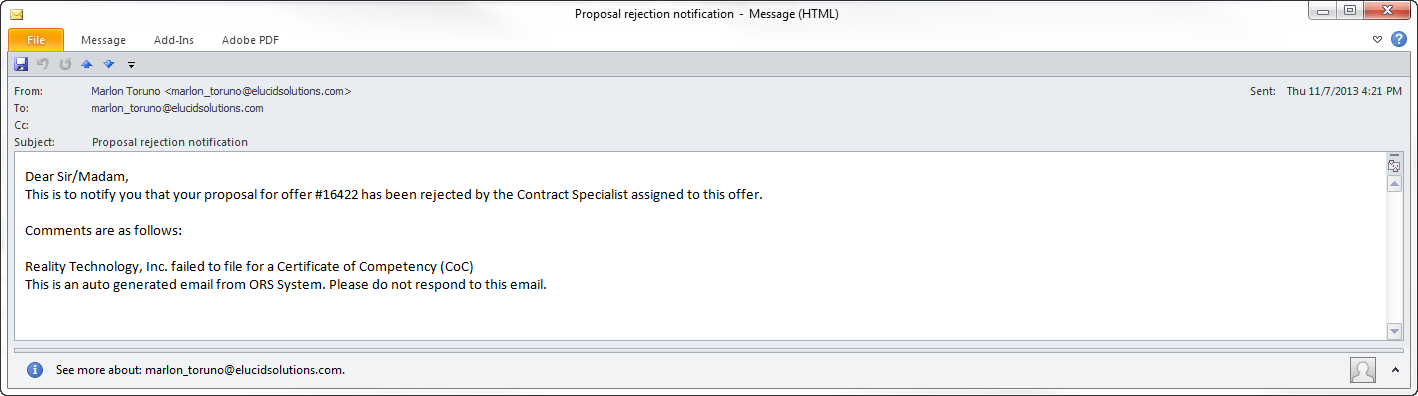 Proposal rejection notification - Message (HTML)
File Message Add-Ins Adobe PDF
From: Marlon Toruno <marlon_toruno@elucidsolutions.com> Sent: Thu 11/7/2013 4:21 PM
To: marlon_toruno@elucidsolutions.com
Cc:
Subject: Proposal rejection notification
Dear Sir/Madam,
This is to notify you that your proposal for offer #16422 has been rejected by the Contract Specialist assigned to this offer.
Comments are as follows:
Reality Technology, Inc. failed to file for a Certificate of Competency (CoC)
This is an auto generated email from ORS System. Please do not respond to this email.
See more about: marlon_toruno@elucidsolutions.com.